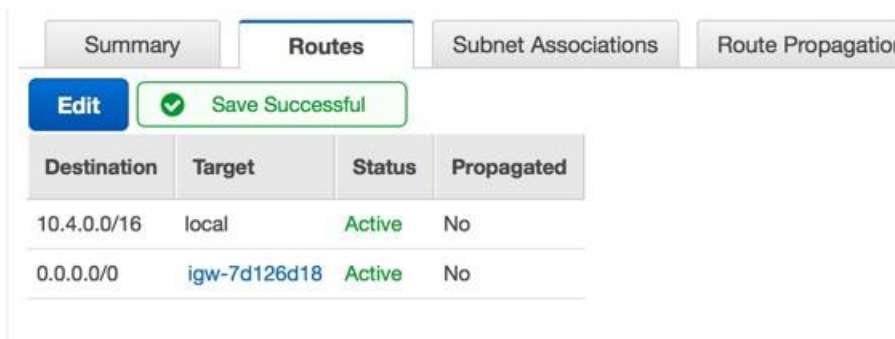 Summary Routes Subnet Associations Route Propagation
Edit Save Successful
Destination Target Status Propagated
10.4.0.0/16 local Active No
0.0.0.0/0 igw-7d126d18 Active No